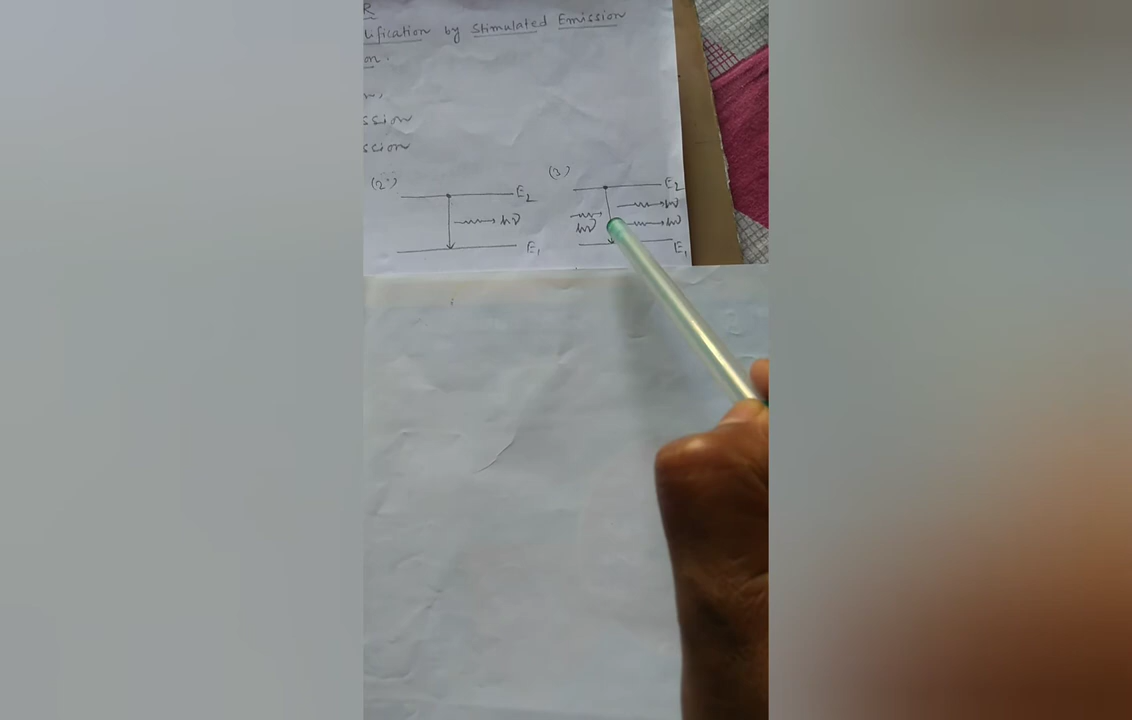 R
lification by Stimulated Emission
on.
n,
ssion
ssion
(2) (3)
E2 E2
hν hν
hν hν
E1 E1